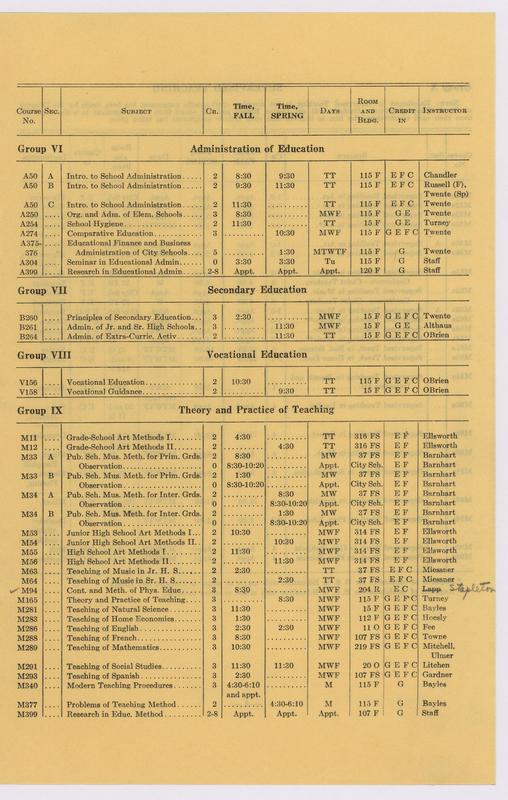 Course No. Sec. Subject Cr. Time, FALL Time, SPRING Days Room and Bldg. Credit in Instructor
Group VI Administration of Education
A50 A Intro. to School Administration..... 2 8:30 9:30 TT 115 F E F C Chandler
A50 B Intro. to School Administration..... 2 9:30 11:30 TT 115 F E F C Russell (F),
Twente (Sp)
A50 C Intro. to School Administration..... 2 11:30 .......... TT 115 F E F C Twente
A250 .... Org. and Adm. of Elem. Schools..... 3 8:30 .......... MWF 115 F G E Twente
A254 .... School Hygiene.................... 2 11:30 .......... TT 15 F G E Turney
A274 .... Comparative Education............. 3 .......... 10:30 MWF 115 F G E F C Twente
A375- Educational Finance and Business
376 Administration of City Schools.... 5 .......... 1:30 MTWTF 115 F G Twente
A304 .... Seminar in Educational Admin...... 0 3:30 3:30 Tu 115 F G Staff
A399 .... Research in Educational Admin..... 2-8 Appt. Appt. Appt. 120 F G Staff
Group VII Secondary Education
B260 .... Principles of Secondary Education... 3 2:30 .......... MWF 115 F G E F C Twente
B261 .... Admin. of Jr. and Sr. High Schools.. 3 .......... 11:30 MWF 15 F G E Althaus
B264 .... Admin. of Extra-Curric. Activ....... 2 .......... 11:30 TT 115 F G E F C OBrien
Group VIII Vocational Education
V156 .... Vocational Education............... 2 10:30 TT 115 F G E F C OBrien
V158 .... Vocational Guidance................ 2 .......... 9:30 TT 15 F G E F C OBrien
Group IX Theory and Practice of Teaching
M11 .... Grade-School Art Methods I........ 2 4:30 .......... TT 316 FS E F Ellsworth
M12 .... Grade-School Art Methods II....... 2 .......... 4:30 TT 316 FS E F Ellsworth
M33 A Pub. Sch. Mus. Meth. for Prim. Grds. 2 8:30 .......... MW 37 FS E F Barnhart
Observation.................... 0 8:30-10:20 .......... Appt. City Sch. E F Barnhart
M33 B Pub. Sch. Mus. Meth. for Prim. Grds. 2 1:30 .......... MW 37 FS E F Barnhart
Observation.................... 0 8:30-10:20 .......... Appt. City Sch. E F Barnhart
M34 A Pub. Sch. Mus. Meth. for Inter. Grds. 2 .......... 8:30 MW 37 FS E F Barnhart
Observation.................... 0 .......... 8:30-10:20 Appt. City Sch. E F Barnhart
M34 B Pub. Sch. Mus. Meth. for Inter. Grds. 2 .......... 1:30 MW 37 FS E F Barnhart
Observation.................... 0 .......... 8:30-10:20 Appt. City Sch. E F Barnhart
M53 .... Junior High School Art Methods I... 2 10:30 .......... MWF 314 FS E F Ellsworth
M54 .... Junior High School Art Methods II.. 2 .......... 10:30 MWF 314 FS E F Ellsworth
M55 .... High School Art Methods I......... 2 11:30 .......... MWF 314 FS E F Ellsworth
M56 .... High School Art Methods II........ 2 .......... 11:30 MWF 314 FS E F Ellsworth
M63 .... Teaching of Music in Jr. H. S....... 2 2:30 .......... TT 37 FS E F C Miessner
M64 .... Teaching of Music in Sr. H. S....... 2 .......... 2:30 TT 37 FS E F C Miessner
✓ M94 .... Cont. and Meth. of Phys. Educ...... 3 8:30 .......... MWF 204 R E C Lapp Stapleton
M165 .... Theory and Practice of Teaching..... 3 .......... 8:30 MWF 115 F G E F C Turney
M281 .... Teaching of Natural Science........ 3 11:30 .......... MWF 15 F G E F C Bayles
M283 .... Teaching of Home Economics....... 3 1:30 .......... MWF 112 F G E F C Hoesly
M286 .... Teaching of English............... 3 2:30 2:30 MWF 11 O G E F C Fee
M288 .... Teaching of French................ 3 8:30 .......... MWF 107 FS G E F C Towne
M289 .... Teaching of Mathematics........... 3 10:30 .......... MWF 219 FS G E F C Mitchell,
Ulmer
M291 .... Teaching of Social Studies......... 3 11:30 11:30 MWF 20 O G E F C Litchen
M293 .... Teaching of Spanish............... 3 2:30 .......... MWF 107 FS G E F C Gardner
M340 .... Modern Teaching Procedures....... 3 4:30-6:10 .......... M 115 F G Bayles
and appt.
M377 .... Problems of Teaching Method....... 2 .......... 4:30-6:10 M 115 F G Bayles
M399 .... Research in Educ. Method.......... 2-8 Appt. Appt. Appt. 107 F G Staff